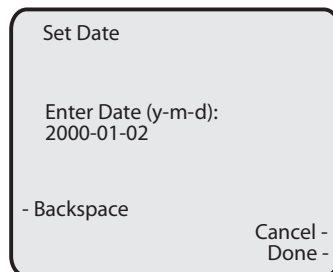 Set Date
Enter Date (y-m-d):
2000-01-02
- Backspace
Cancel -
Done -